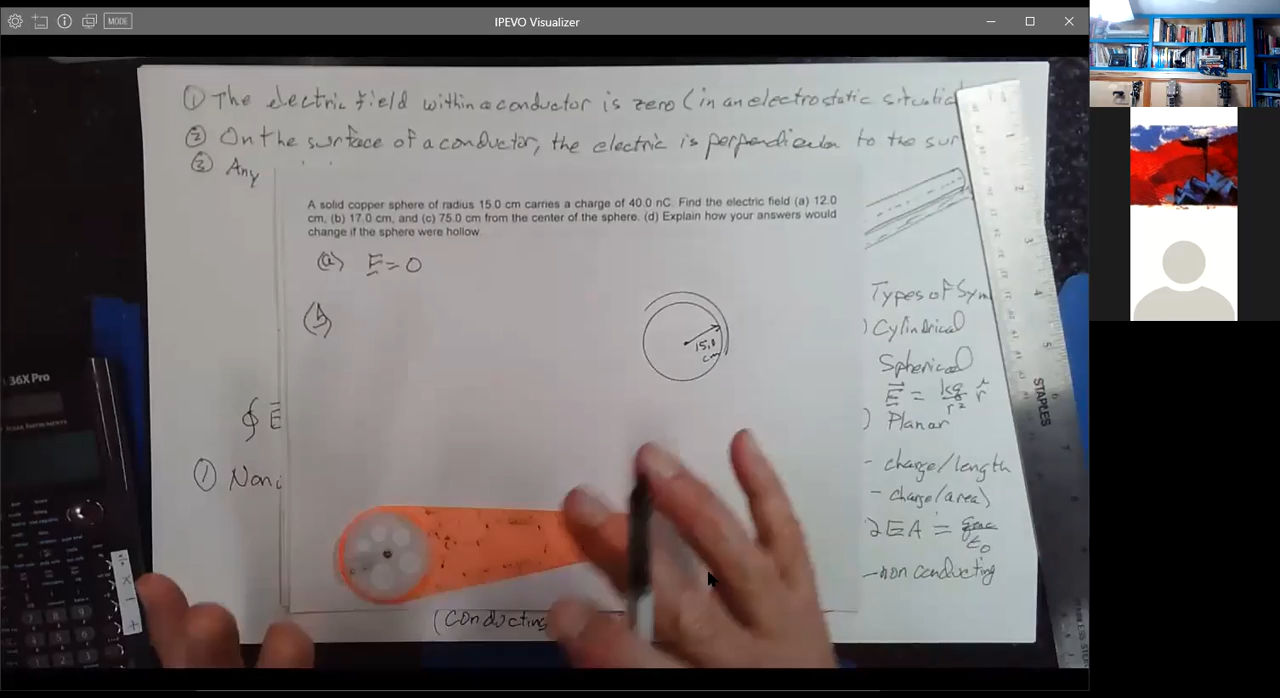 MODE
IPEVO Visualizer
① The electric field within a conductor is zero (in an electrostatic situatio
② On the surface of a conductor, the electric is perpendicular to the sur
③ Any
A solid copper sphere of radius 15.0 cm carries a charge of 40.0 nC. Find the electric field (a) 12.0
cm, (b) 17.0 cm, and (c) 75.0 cm from the center of the sphere. (d) Explain how your answers would
change if the sphere were hollow.
(a) E = 0
(b)
15.0
cm
Types of Sym
) Cylindrical
Spherical
E⃗ = kq/r² r̂
) Planar
- charge/length
- charge/area)
2EA = qenc/ε0
- non conducting
∮ E⃗
① Nonc
(conducting
36X Pro
STAPLES